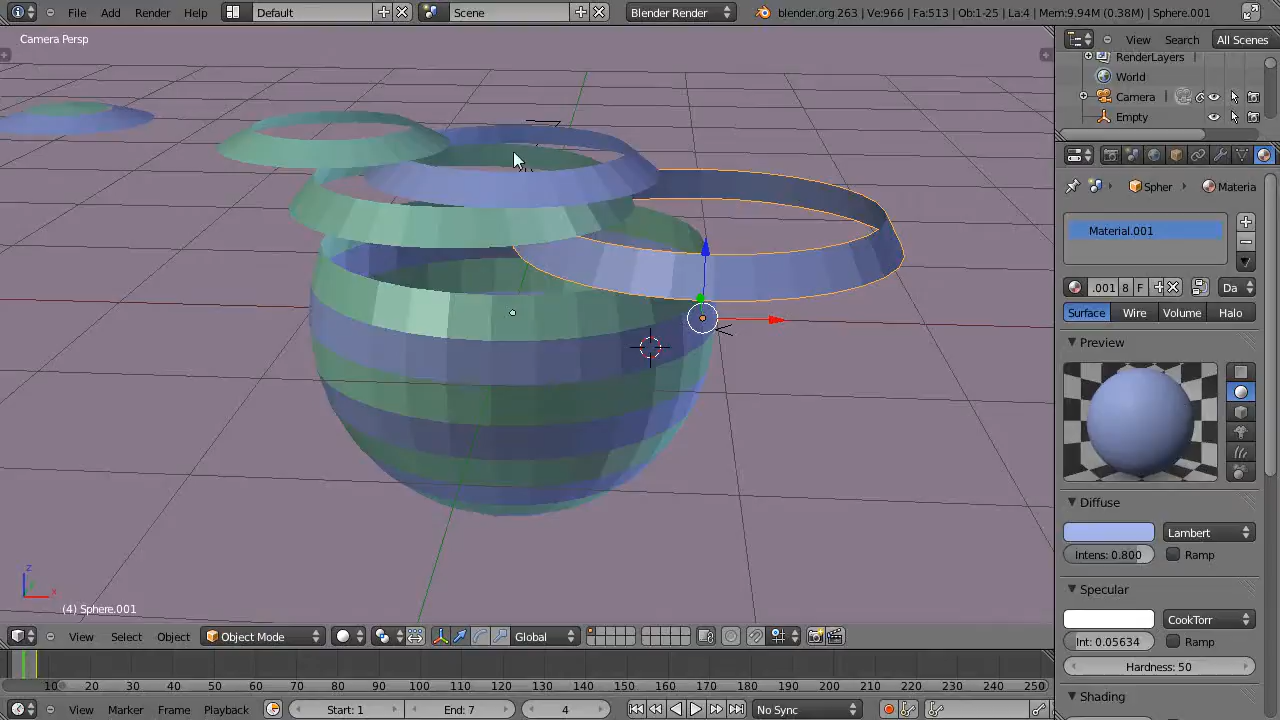 File Add Render Help Default Scene Blender Render blender.org 263 | Ve:966 | Fa:513 | Ob:1-25 | La:4 | Mem:9.94M (0.38M) | Sphere.001
Camera Persp
View Search All Scenes
RenderLayers
World
Camera
Empty
Spher Materia
Material.001
.001 8 F Da
Surface Wire Volume Halo
Preview
Diffuse
Lambert
Intens: 0.800 Ramp
Specular
CookTorr
Int: 0.05634 Ramp
Hardness: 50
Shading
z
x
(4) Sphere.001
View Select Object Object Mode Global
10 20 30 40 50 60 70 80 90 100 110 120 130 140 150 160 170 180 190 200 210 220 230 240 250
View Marker Frame Playback Start: 1 End: 7 4 No Sync